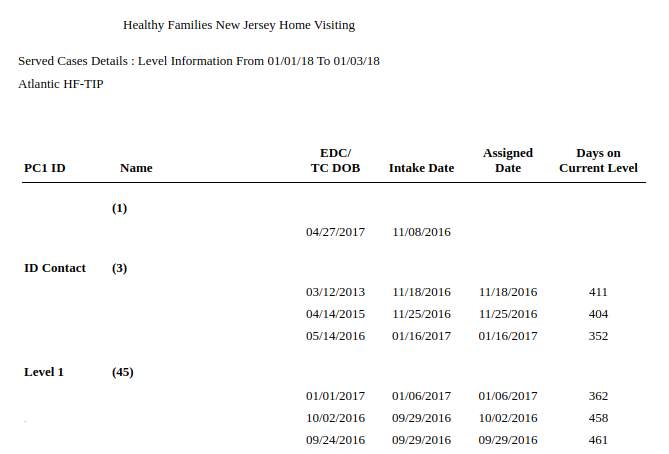 Healthy Families New Jersey Home Visiting
Served Cases Details : Level Information From 01/01/18 To 01/03/18
Atlantic HF-TIP
EDC/ Assigned Days on
PC1 ID Name TC DOB Intake Date Date Current Level
(1)
04/27/2017 11/08/2016
ID Contact (3)
03/12/2013 11/18/2016 11/18/2016 411
04/14/2015 11/25/2016 11/25/2016 404
05/14/2016 01/16/2017 01/16/2017 352
Level 1 (45)
01/01/2017 01/06/2017 01/06/2017 362
10/02/2016 09/29/2016 10/02/2016 458
09/24/2016 09/29/2016 09/29/2016 461